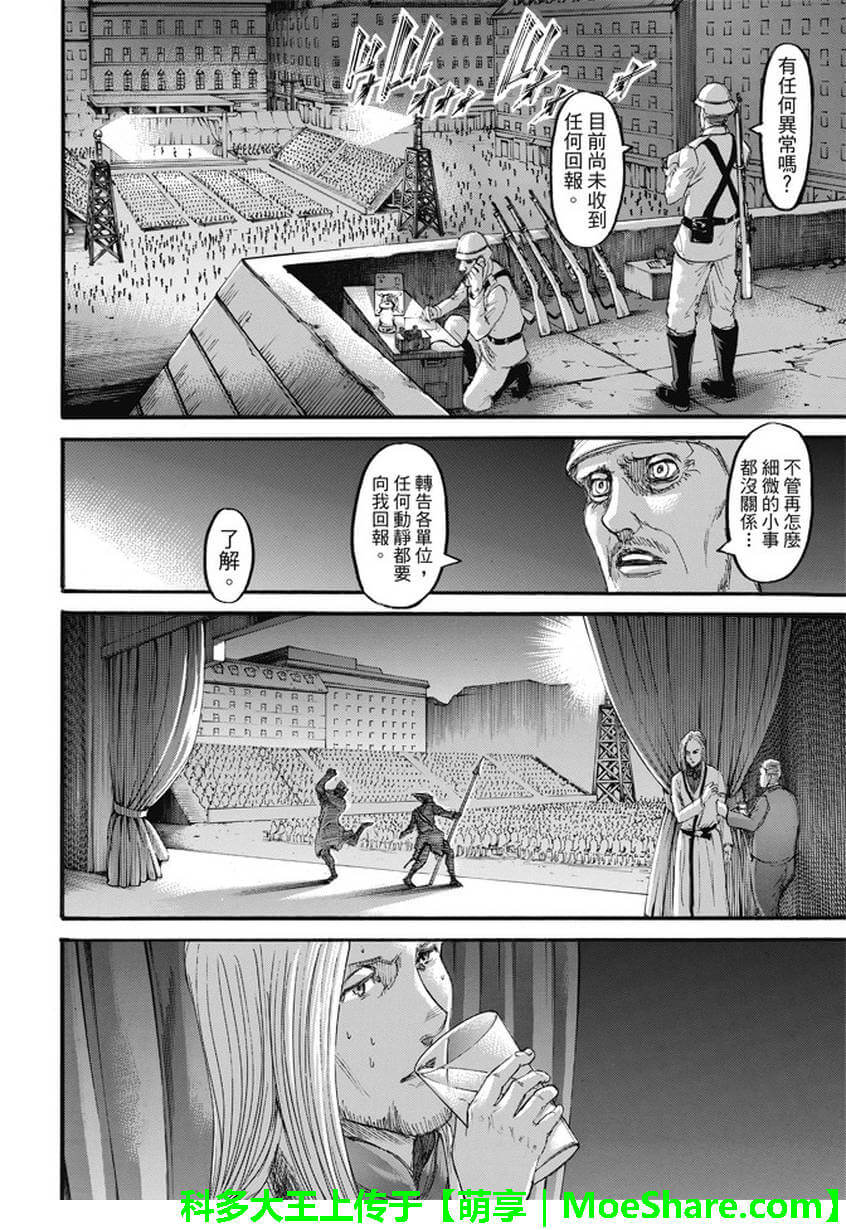 有任何異常嗎？
目前尚未收到
任何回報。
不管再怎麼
細微的小事
都沒關係…
轉告各單位，
任何動靜都要
向我回報。
了解。
科多大王上传于【萌享｜MoeShare.com】